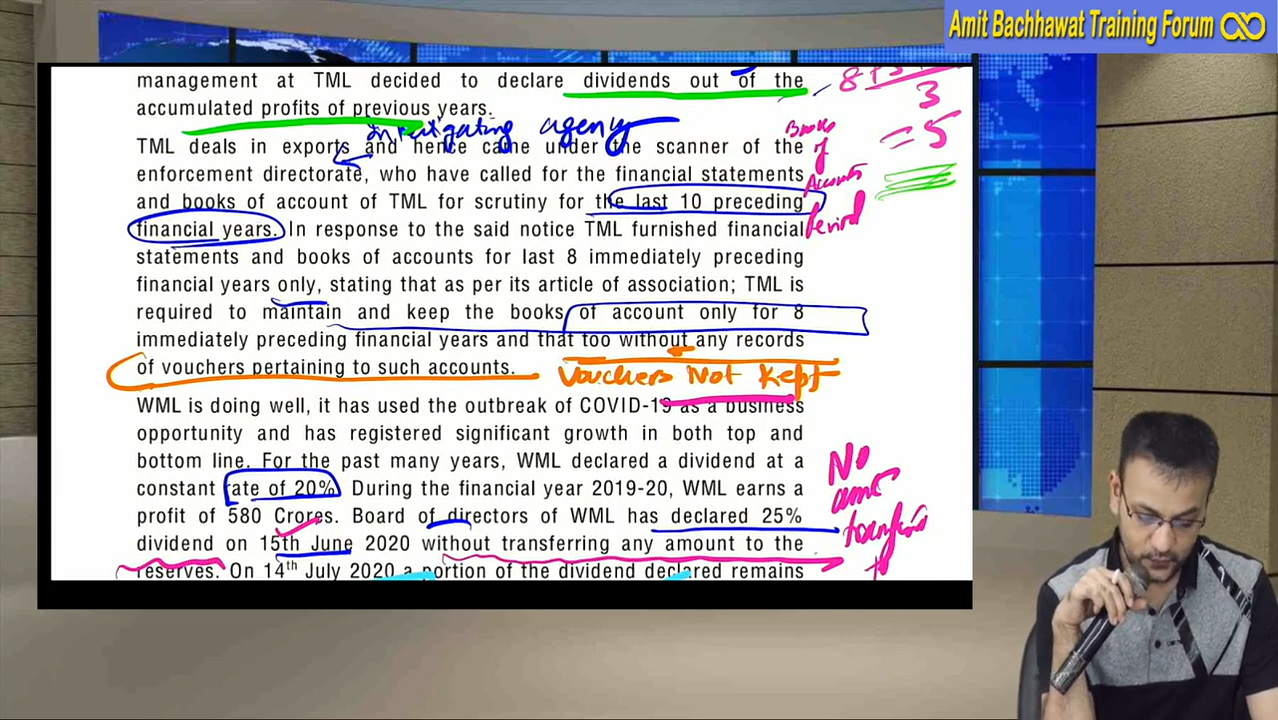 Amit Bachhawat Training Forum
management at TML decided to declare dividends out of the
accumulated profits of previous years.
8
3
= 5
investigating agency
TML deals in exports and hence came under the scanner of the
enforcement directorate, who have called for the financial statements
and books of account of TML for scrutiny for the last 10 preceding
financial years. In response to the said notice TML furnished financial
statements and books of accounts for last 8 immediately preceding
financial years only, stating that as per its article of association; TML is
required to maintain and keep the books of account only for 8
immediately preceding financial years and that too without any records
of vouchers pertaining to such accounts.
Books
of
Accounts
Period
Vouchers Not Kept
WML is doing well, it has used the outbreak of COVID-19 as a business
opportunity and has registered significant growth in both top and
bottom line. For the past many years, WML declared a dividend at a
constant rate of 20%. During the financial year 2019-20, WML earns a
profit of 580 Crores. Board of directors of WML has declared 25%
dividend on 15th June 2020 without transferring any amount to the
reserves. On 14th July 2020 a portion of the dividend declared remains
No
amt